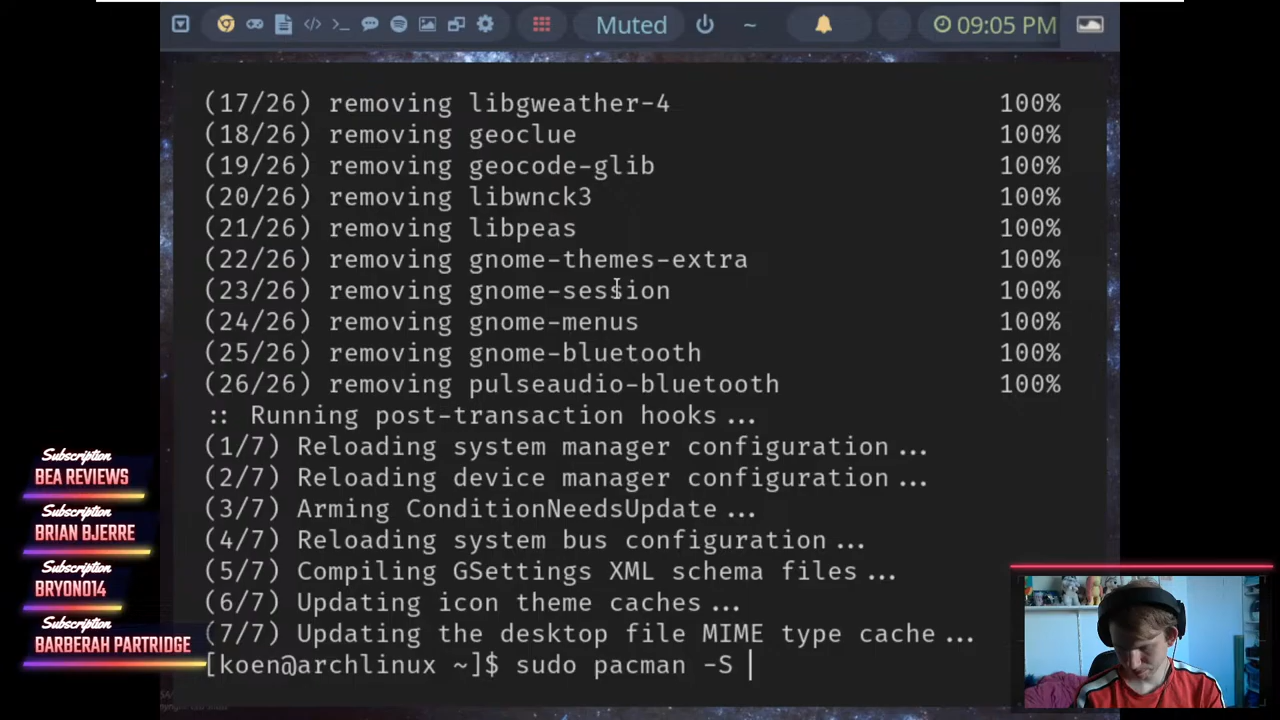 Muted
~
09:05 PM
(17/26) removing libgweather-4 100%
(18/26) removing geoclue 100%
(19/26) removing geocode-glib 100%
(20/26) removing libwnck3 100%
(21/26) removing libpeas 100%
(22/26) removing gnome-themes-extra 100%
(23/26) removing gnome-session 100%
(24/26) removing gnome-menus 100%
(25/26) removing gnome-bluetooth 100%
(26/26) removing pulseaudio-bluetooth 100%
:: Running post-transaction hooks...
(1/7) Reloading system manager configuration...
(2/7) Reloading device manager configuration...
(3/7) Arming ConditionNeedsUpdate...
(4/7) Reloading system bus configuration...
(5/7) Compiling GSettings XML schema files...
(6/7) Updating icon theme caches...
(7/7) Updating the desktop file MIME type cache...
[koen@archlinux ~]$ sudo pacman -S
Subscription
BEA REVIEWS
Subscription
BRIAN BJERRE
Subscription
BRYON014
Subscription
BARBERAH PARTRIDGE